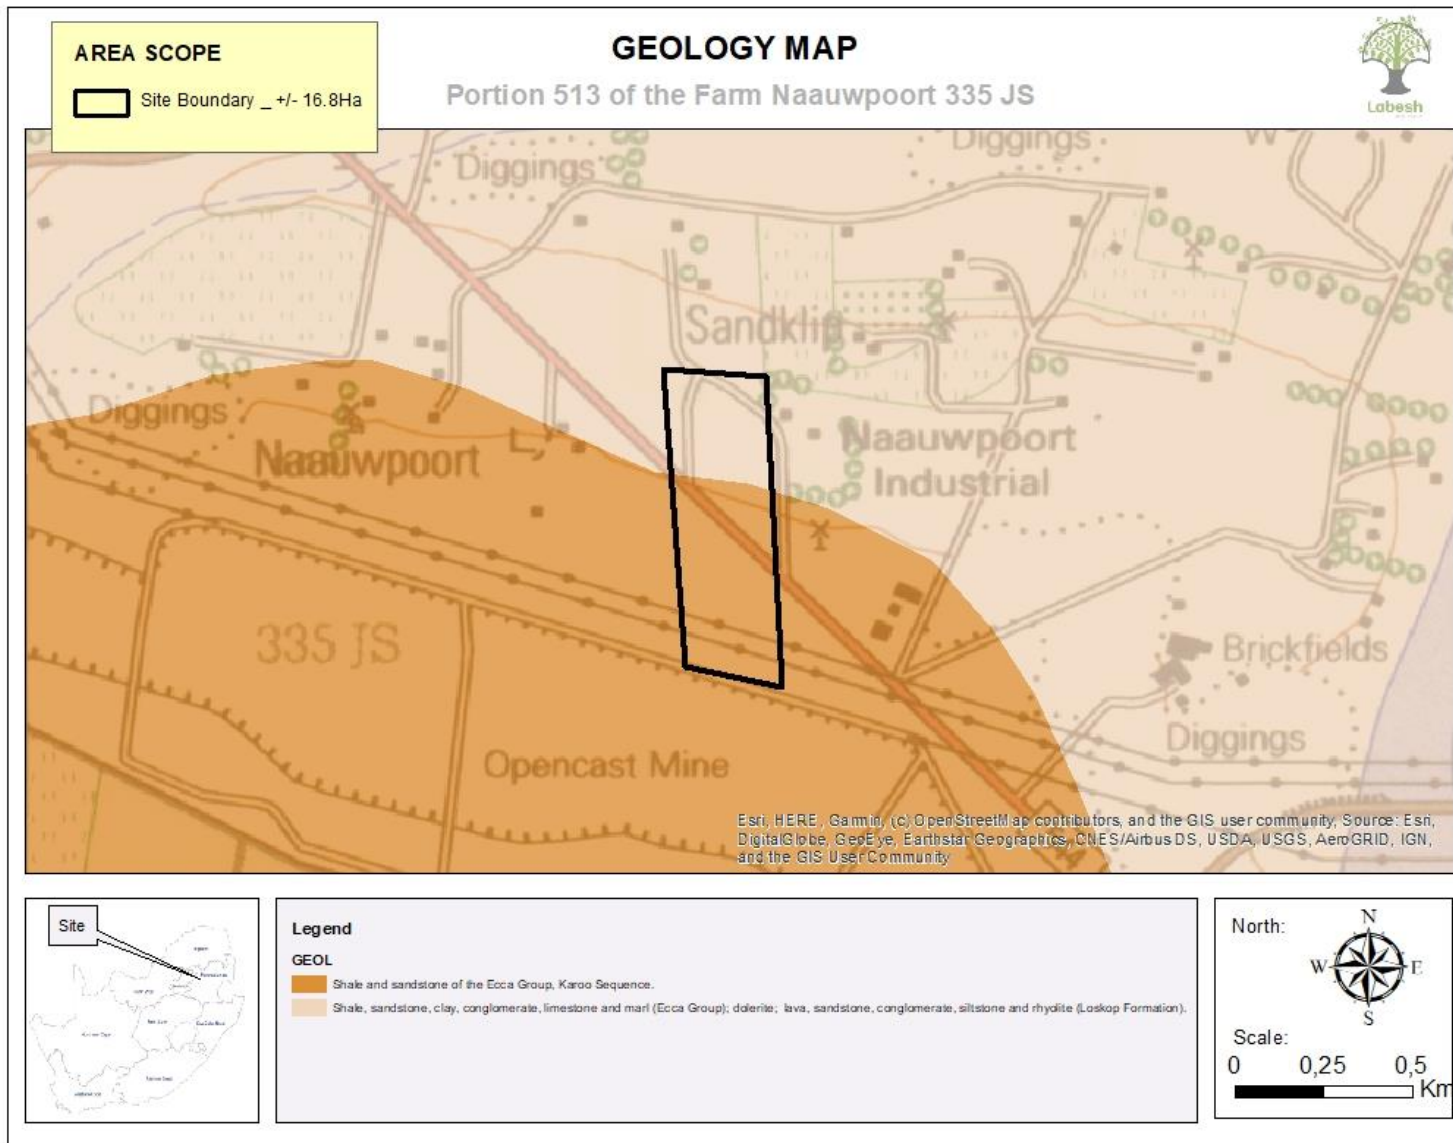 AREA SCOPE
Site Boundary _ +/- 16.8Ha
GEOLOGY MAP
Portion 513 of the Farm Naauwpoort 335 JS
Labesh
Diggings
Diggings
W
Sandklip
Diggings
Naauwpoort
Naauwpoort
Industrial
335 JS
Brickfields
Diggings
Opencast Mine
Esri, HERE, Garmin, (c) OpenStreetMap contributors, and the GIS user community, Source: Esri,
DigitalGlobe, GeoEye, Earthstar Geographics, CNES/Airbus DS, USDA, USGS, AeroGRID, IGN,
and the GIS User Community
Site
Legend
GEOL
Shale and sandstone of the Ecca Group, Karoo Sequence.
Shale, sandstone, clay, conglomerate, limestone and marl (Ecca Group); dolerite; lava, sandstone, conglomerate, siltstone and rhyolite (Loskop Formation).
North:
N
W
E
S
Scale:
0 0,25 0,5
Km